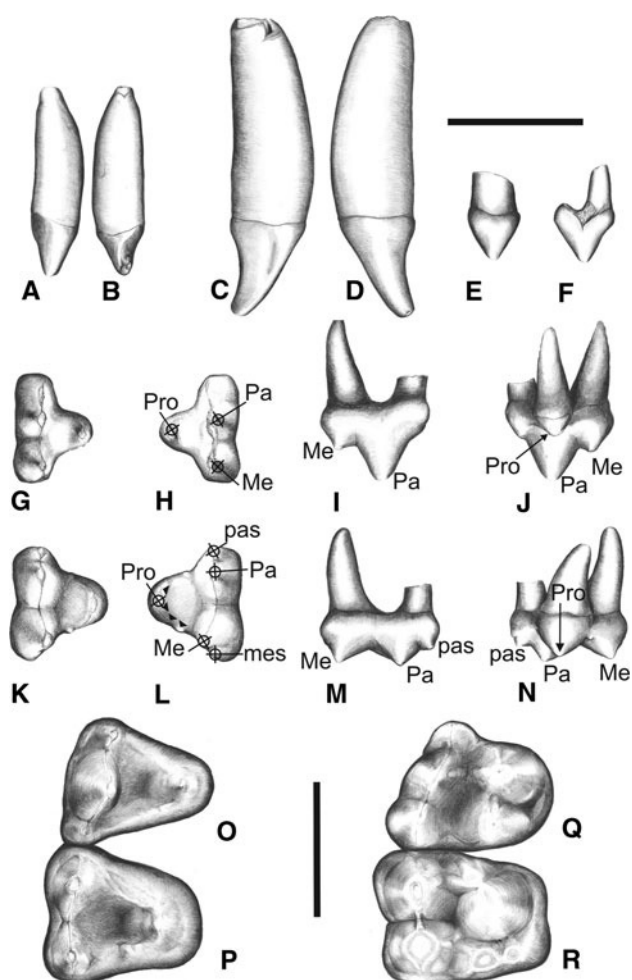 A B C D E F
Pro Pa Me
Me Pa
Pro Pa Me
G H I J
Pro pas Pa Me mes
Me Pa pas
Pro pas Pa Me
K L M N
O Q
P R